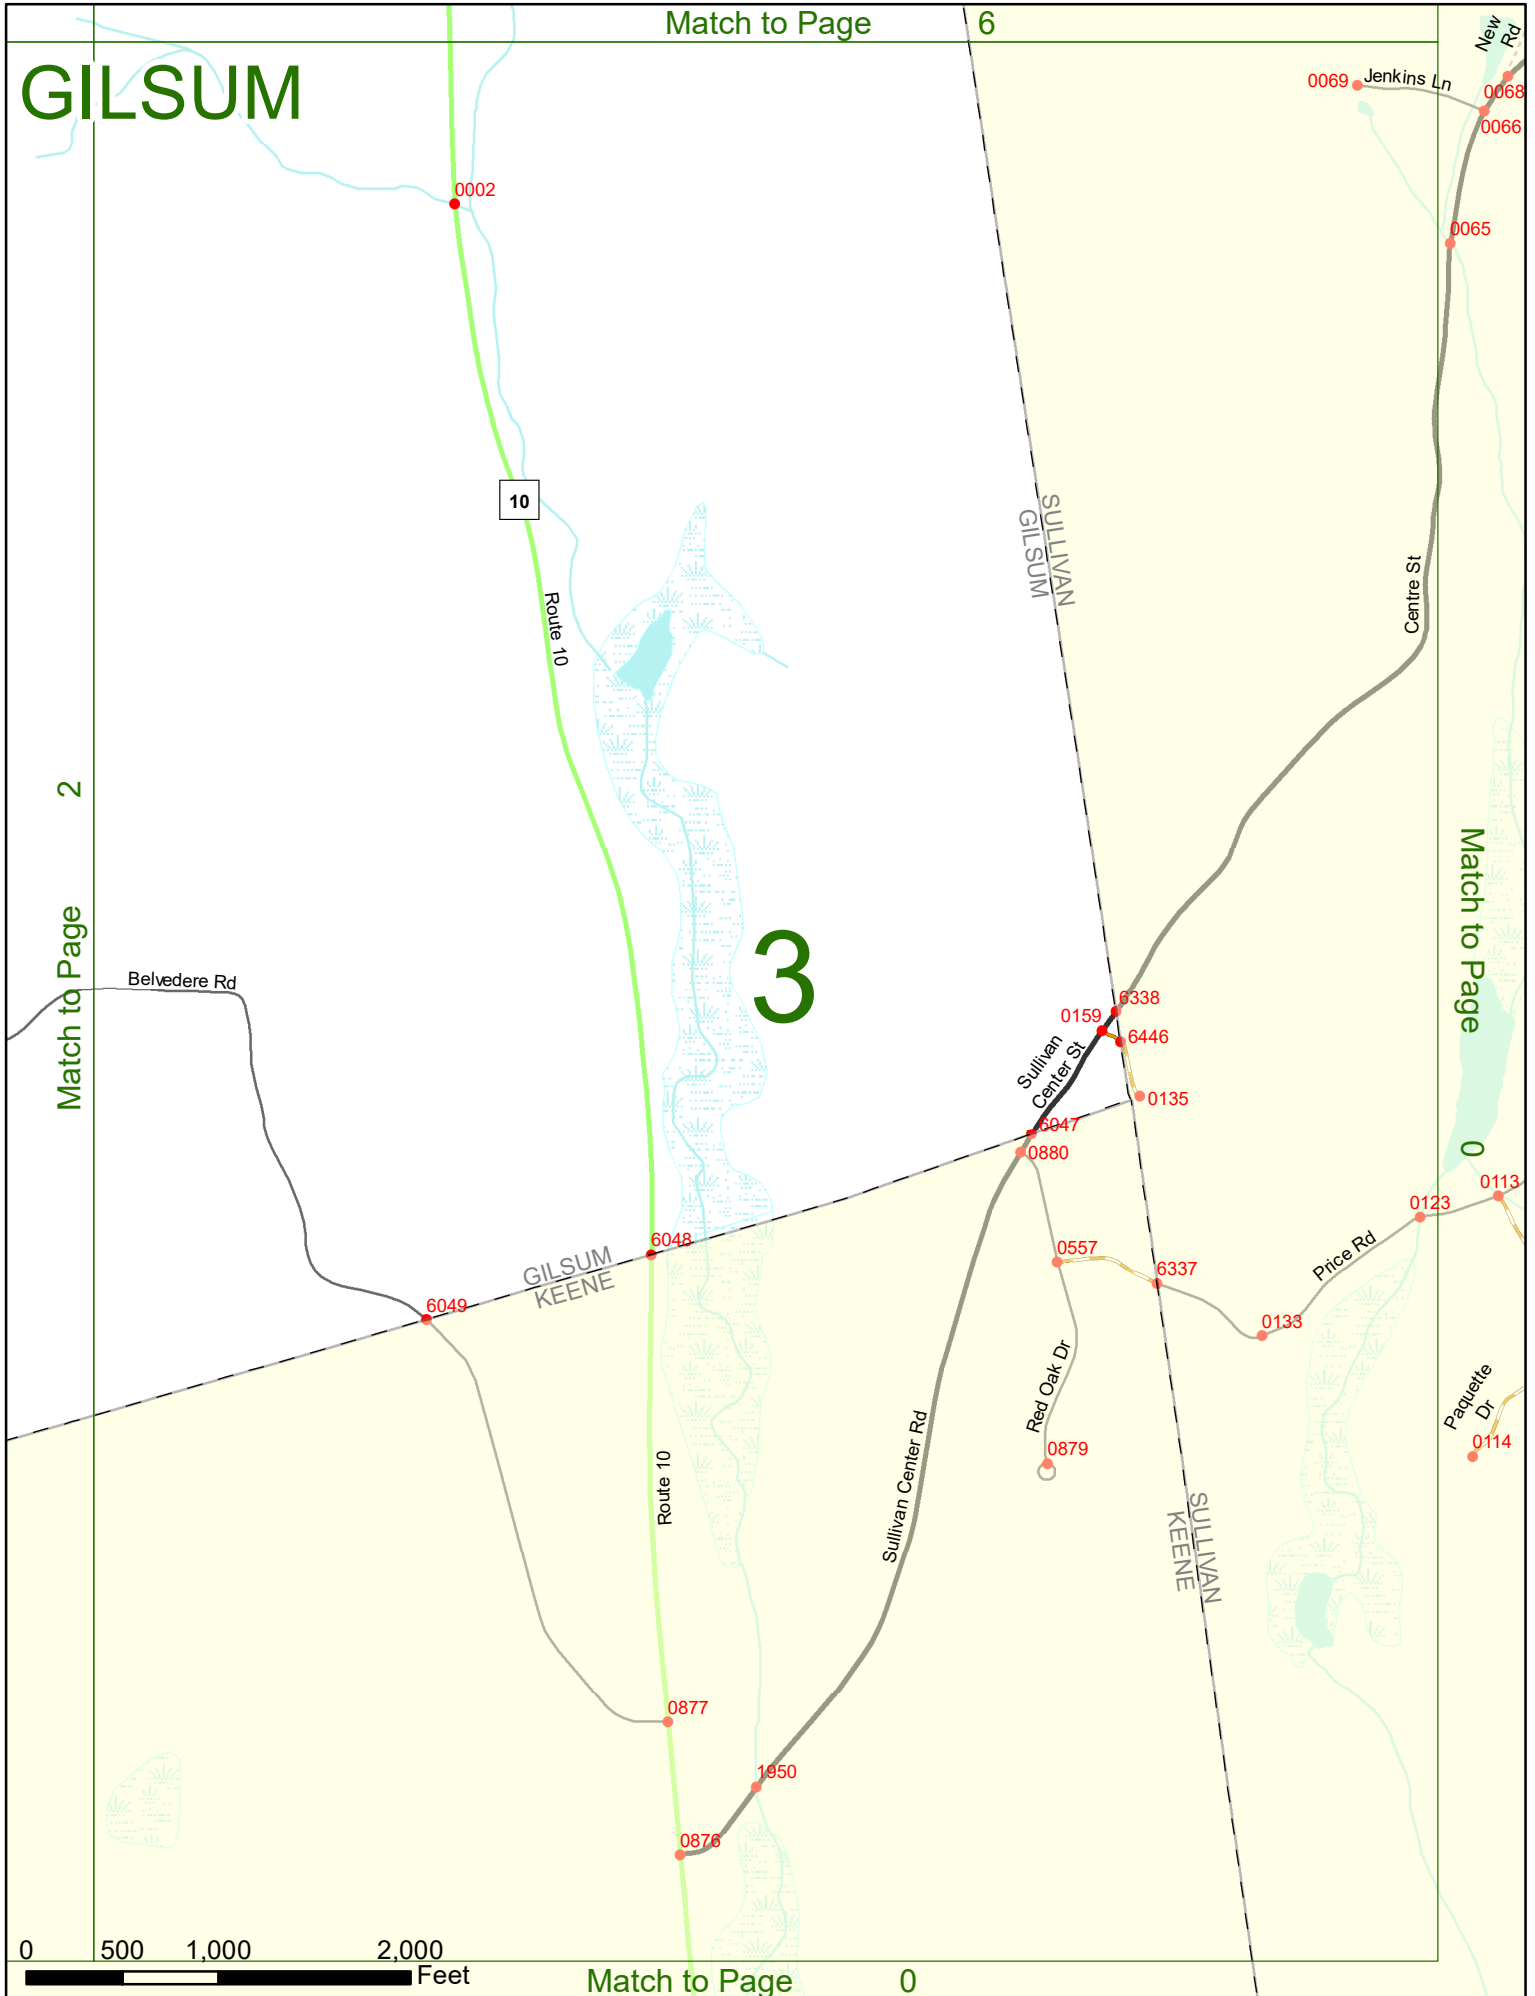 Match to Page 6
GILSUM
New
Rd
0069
Jenkins Ln
0068
0066
0002
0065
10
SULLIVAN
GILSUM
Centre St
Route 10
Match to Page 2
Match to Page 0
3
Belvedere Rd
6338
0159
6446
Sullivan
Center St
0135
6047
0880
0113
0123
6048
0557
6337
Price Rd
GILSUM
KEENE
6049
0133
Red Oak Dr
Paquette
Dr
0114
0879
Sullivan Center Rd
Route 10
SULLIVAN
KEENE
0877
1950
0876
0 500 1,000 2,000
Feet
Match to Page 0